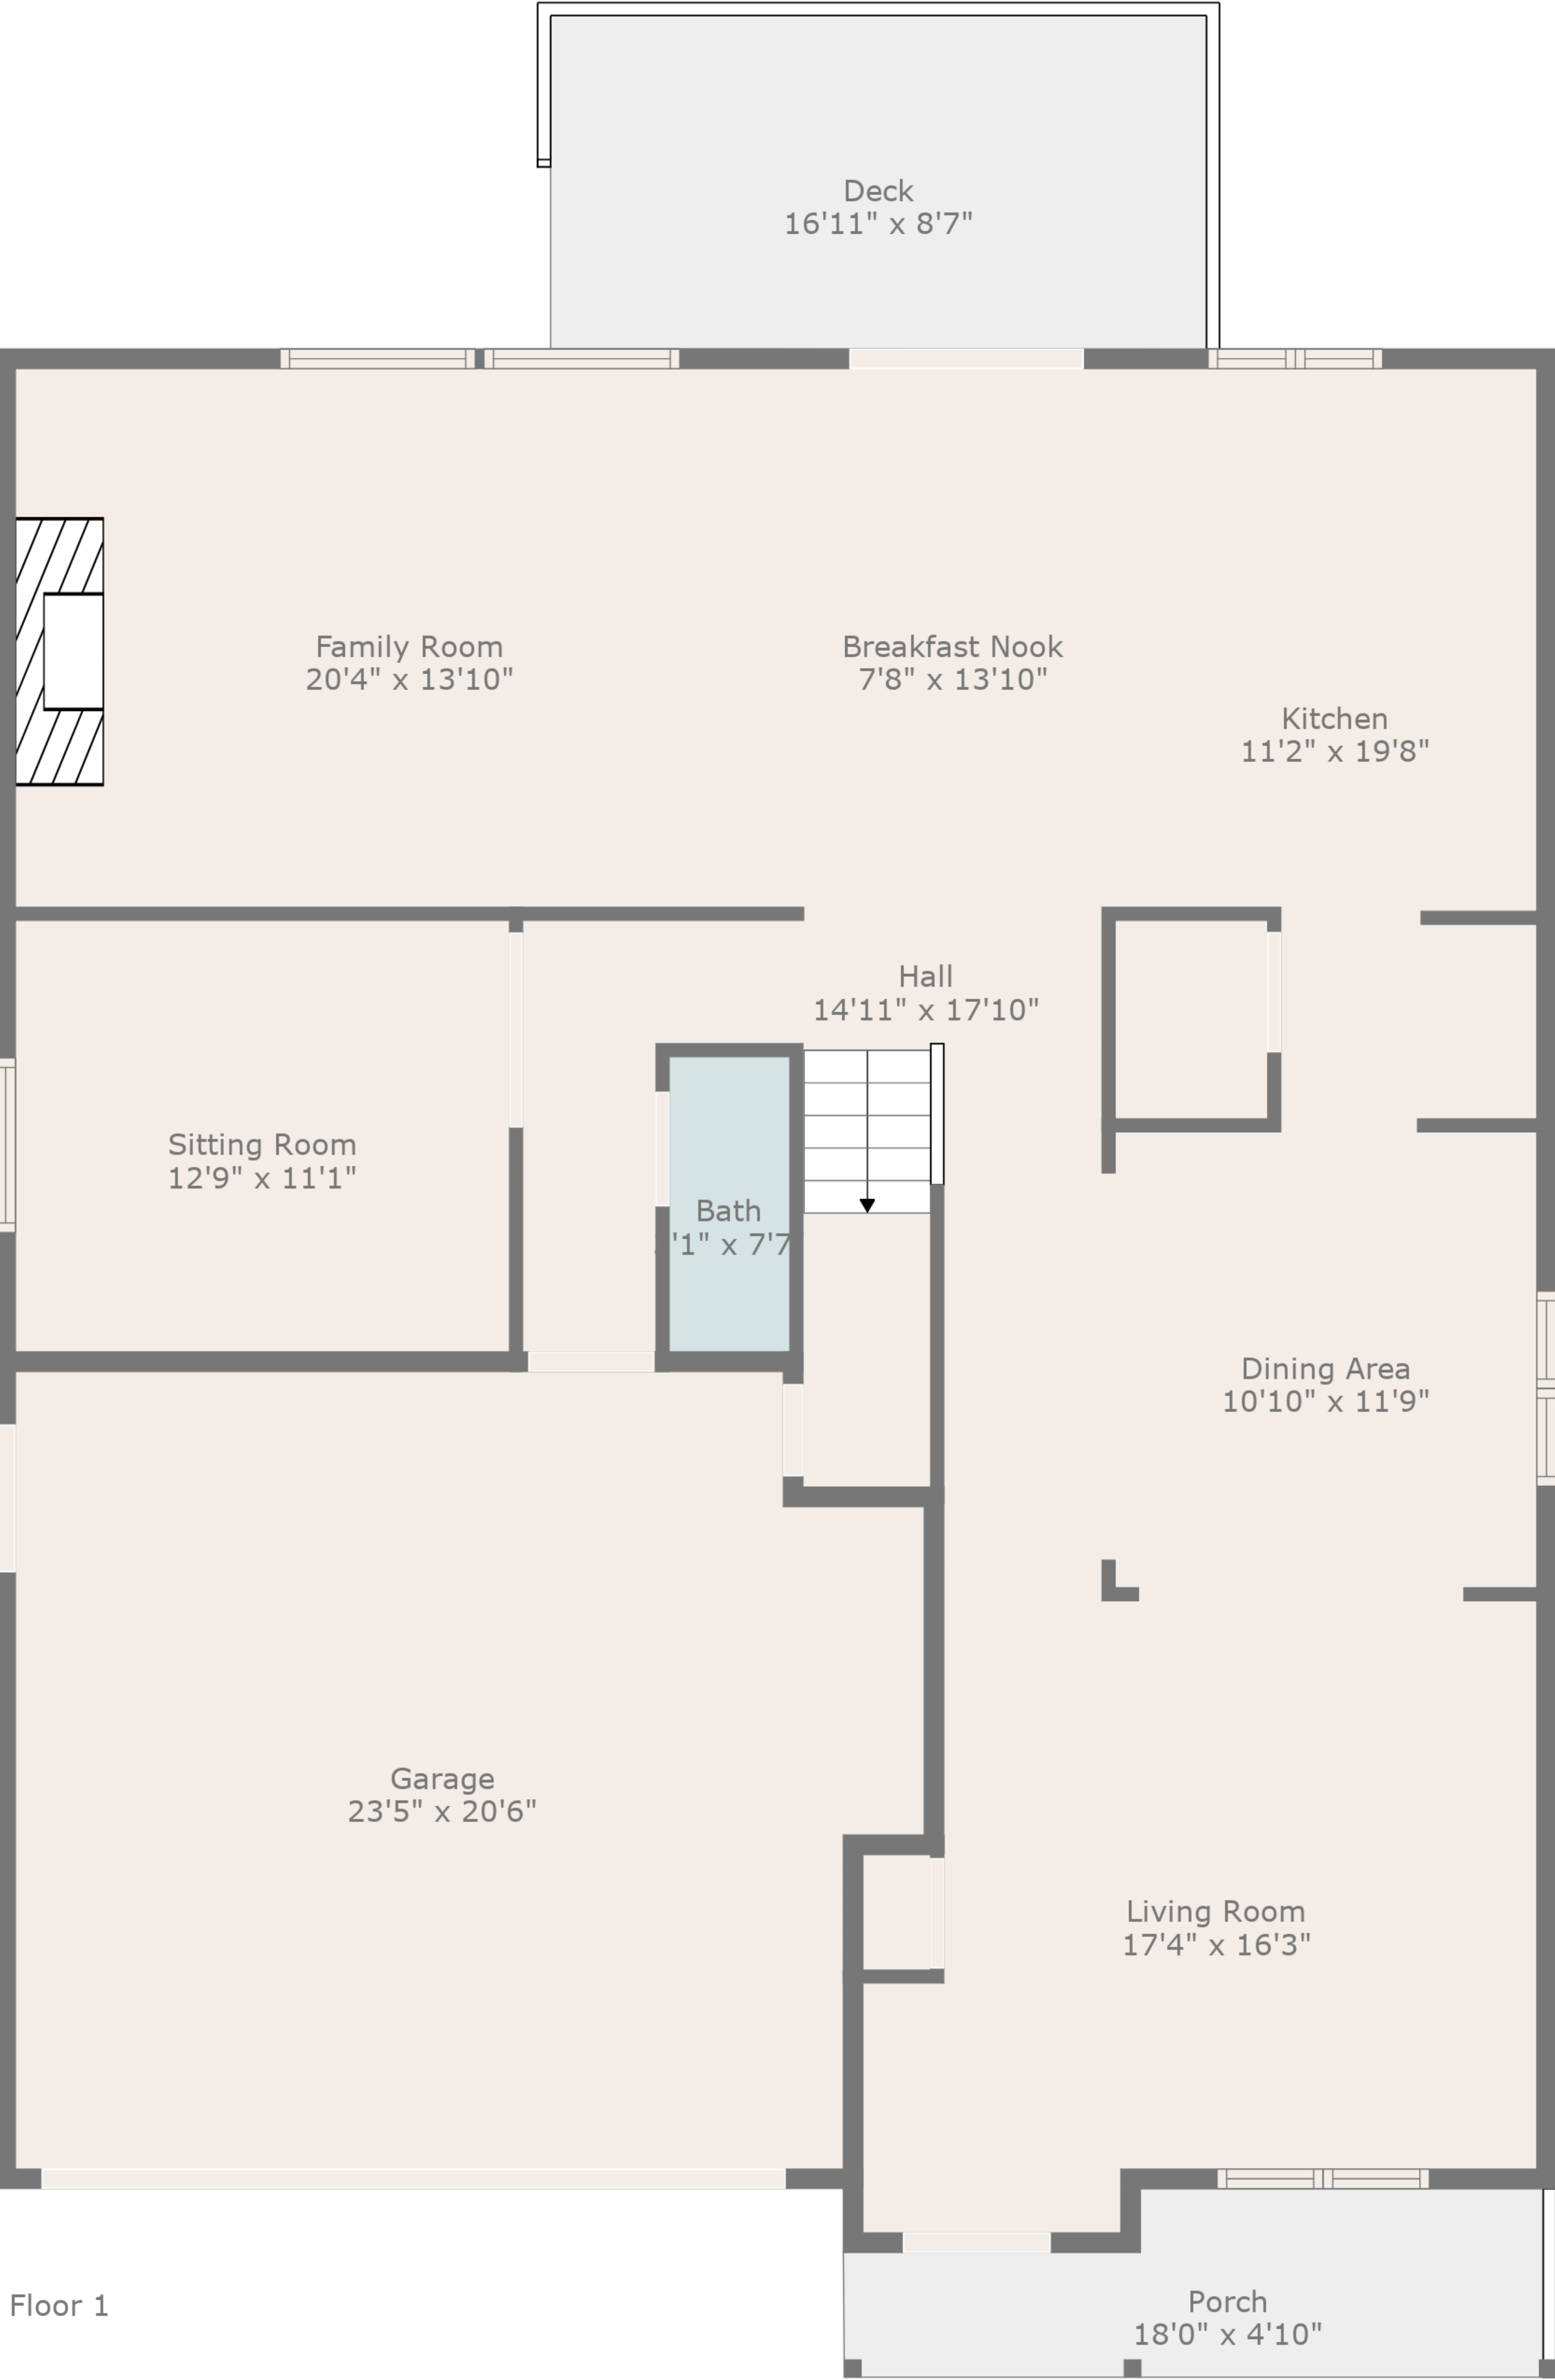 Deck
16'11" x 8'7"
Family Room
20'4" x 13'10"
Breakfast Nook
7'8" x 13'10"
Kitchen
11'2" x 19'8"
Hall
14'11" x 17'10"
Sitting Room
12'9" x 11'1"
Bath
'1" x 7'7
Dining Area
10'10" x 11'9"
Garage
23'5" x 20'6"
Living Room
17'4" x 16'3"
Porch
18'0" x 4'10"
Floor 1